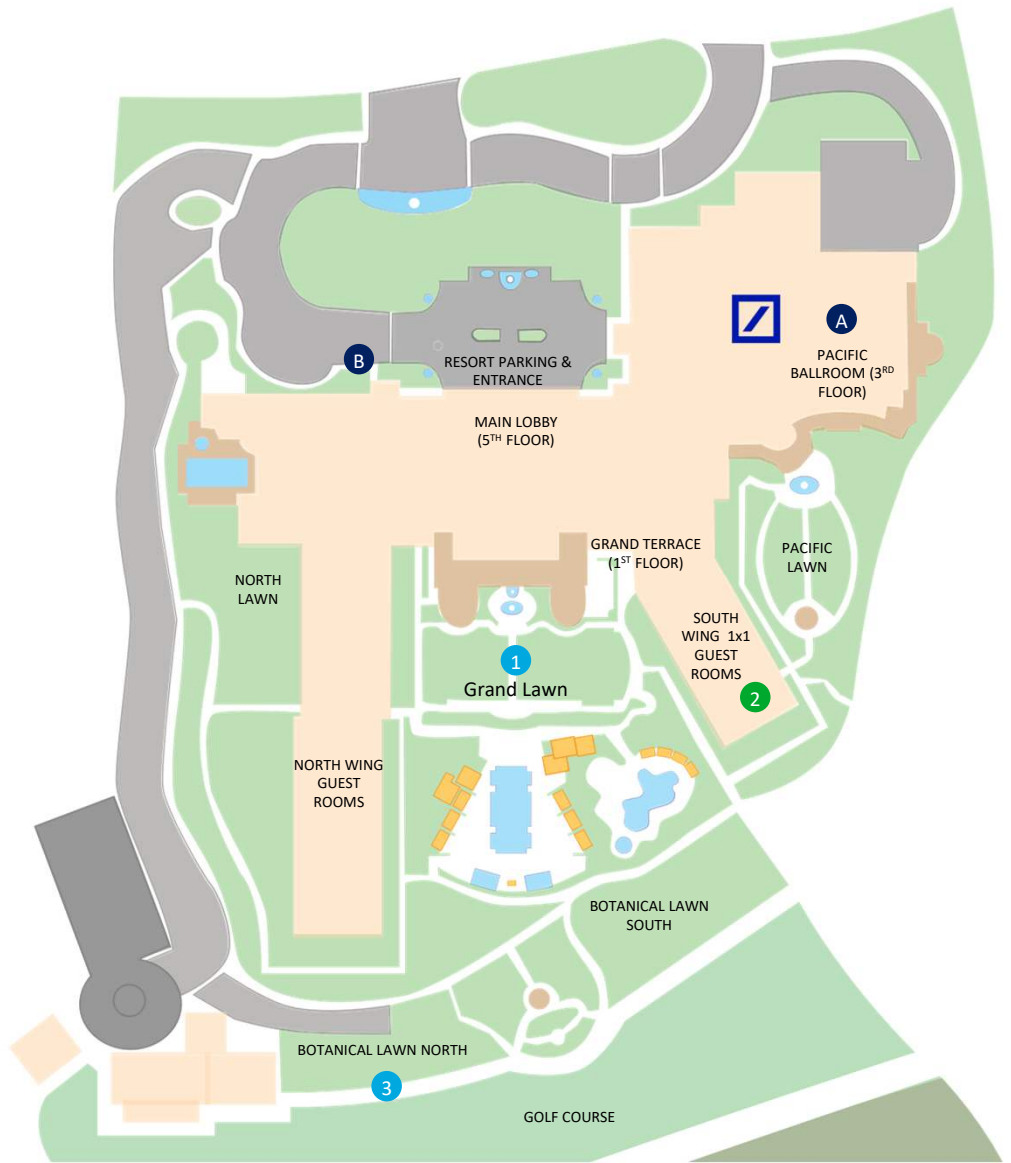 A
PACIFIC
BALLROOM (3RD
FLOOR)
B
RESORT PARKING &
ENTRANCE
MAIN LOBBY
(5TH FLOOR)
GRAND TERRACE
(1ST FLOOR)
PACIFIC
LAWN
NORTH
LAWN
SOUTH
WING 1x1
GUEST
ROOMS
2
1
Grand Lawn
NORTH WING
GUEST
ROOMS
BOTANICAL LAWN
SOUTH
BOTANICAL LAWN NORTH
3
GOLF COURSE